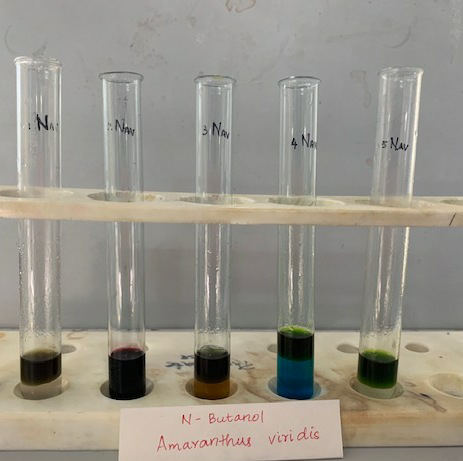 1 Nav
2 Nav
3 Nav
4 Nav
5 Nav
N-Butanol
Amaranthus viridis